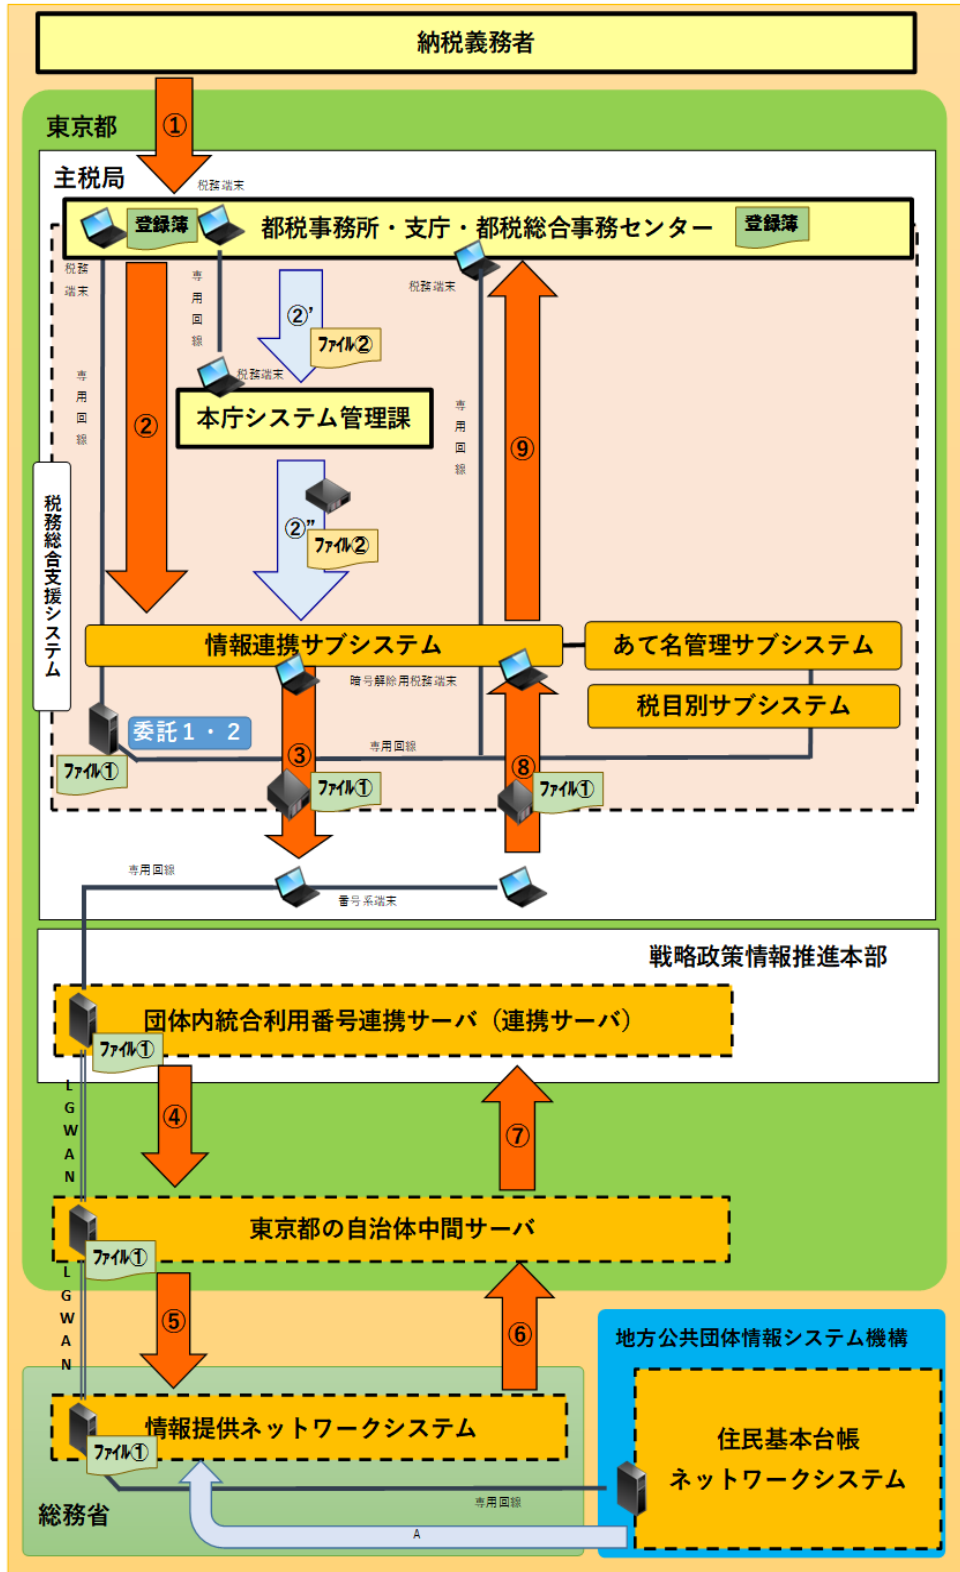 納税義務者
①
東京都
主税局
税務端末
登録簿
都税事務所・支庁・都税総合事務センター
登録簿
税務
端末
専用回線
②'
ファイル②
税務端末
税務端末
専用回線
②
本庁システム管理課
専用回線
⑨
税務総合支援システム
②”
ファイル②
情報連携サブシステム
あて名管理サブシステム
暗号解除用税務端末
税目別サブシステム
委託１・２
専用回線
ファイル①
③
ファイル①
⑧
ファイル①
専用回線
番号系端末
戦略政策情報推進本部
団体内統合利用番号連携サーバ（連携サーバ）
ファイル①
LGWAN
④
⑦
東京都の自治体中間サーバ
ファイル①
LGWAN
⑤
⑥
地方公共団体情報システム機構
情報提供ネットワークシステム
ファイル①
住民基本台帳
ネットワークシステム
専用回線
総務省
A